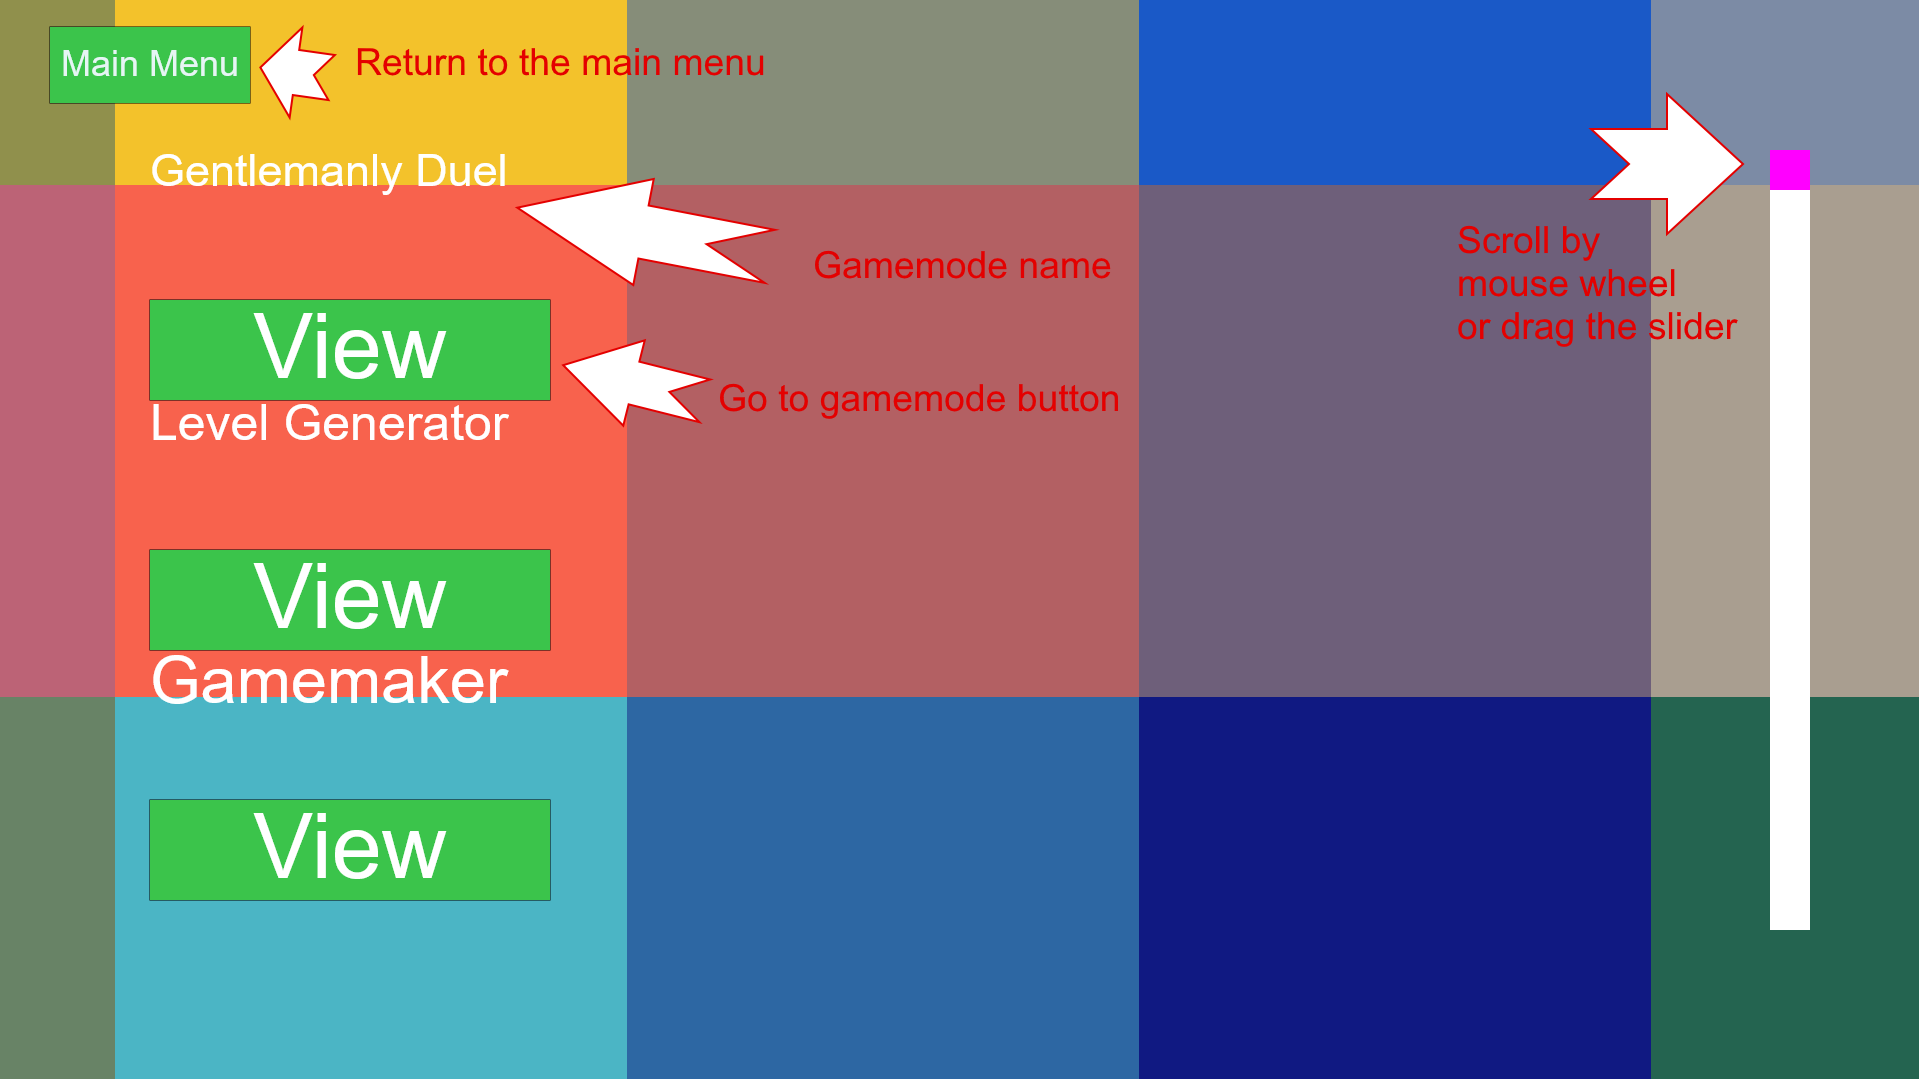 Main Menu
Return to the main menu
Gentlemanly Duel
Gamemode name
Scroll by
mouse wheel
or drag the slider
View
Go to gamemode button
Level Generator
View
Gamemaker
View